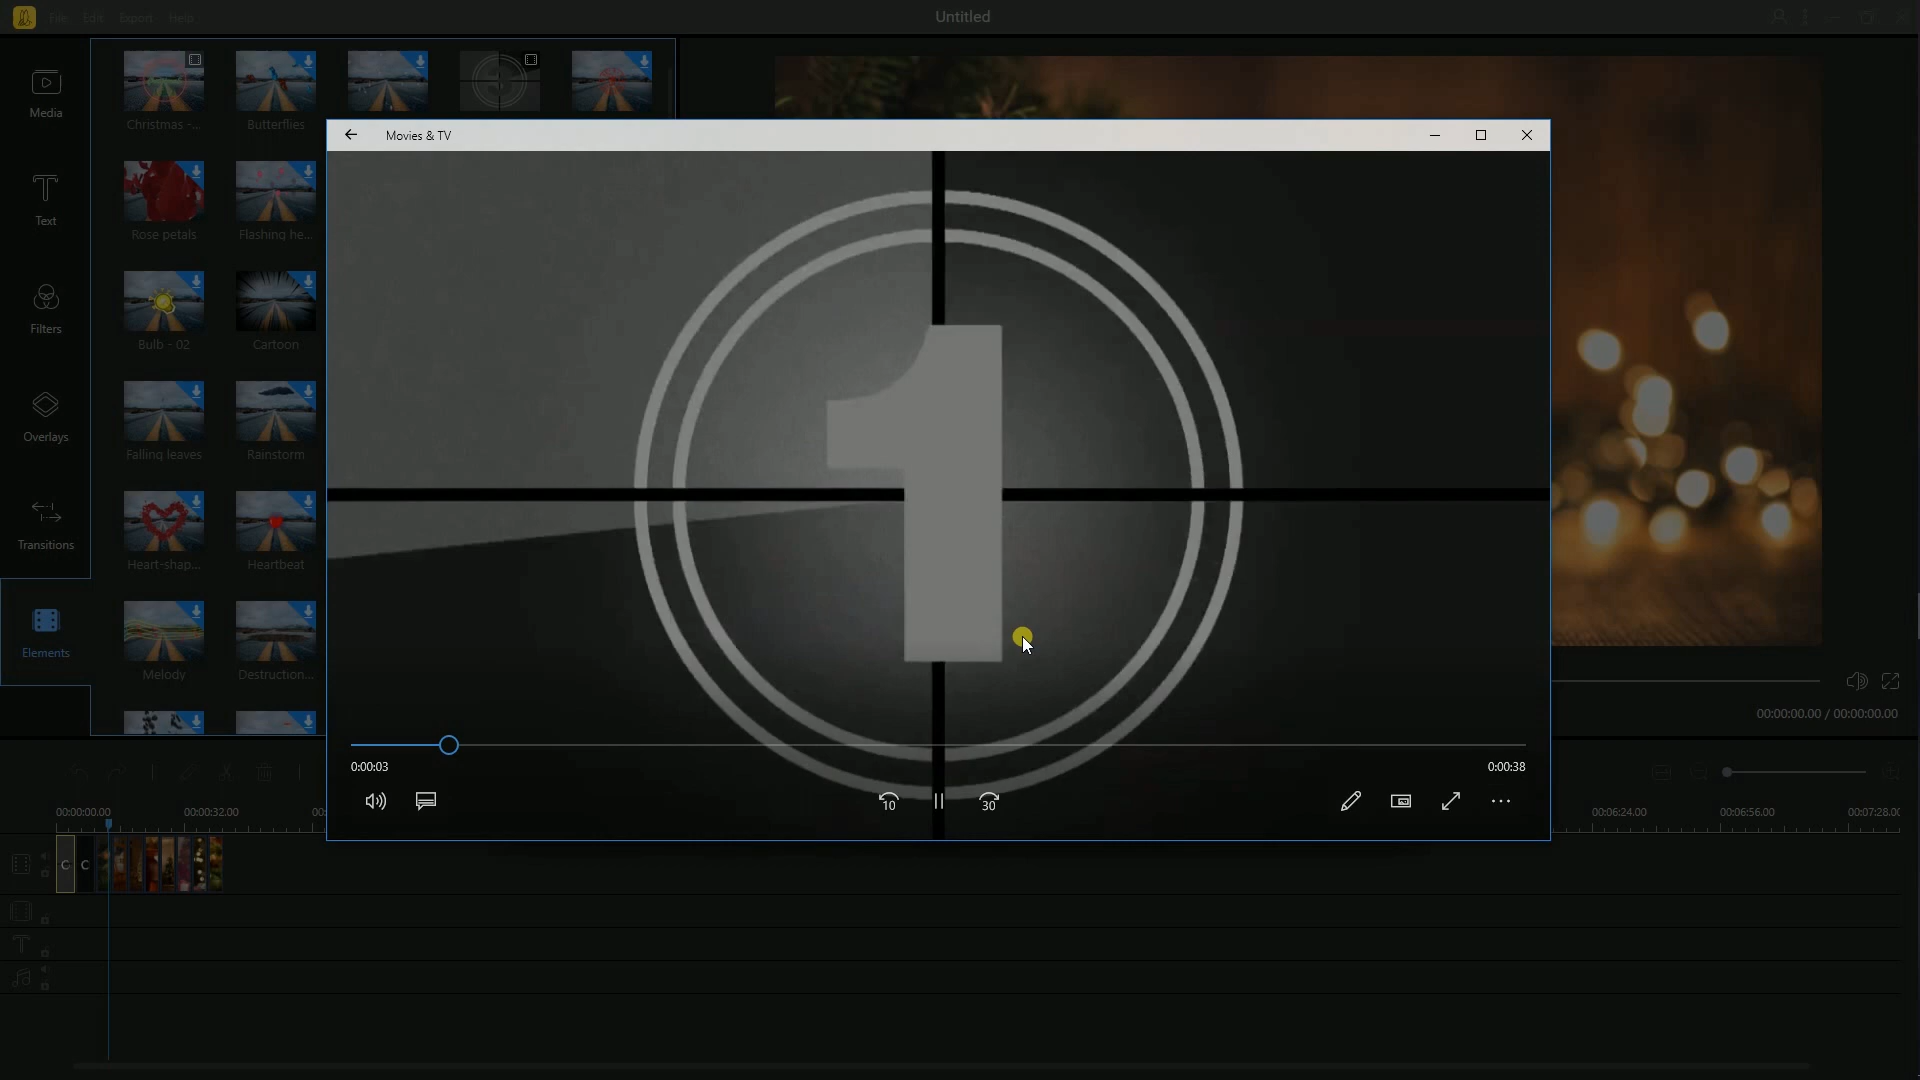 File Edit Export Help
Untitled
Media
Text
Filters
Overlays
Transitions
Elements
Christmas -...
Butterflies
3
Rose petals
Flashing he...
Bulb - 02
Cartoon
Falling leaves
Rainstorm
Heart-shap...
Heartbeat
Melody
Destruction...
Movies & TV
1
0:00:03
0:00:38
10
30
00:00:00.00 / 00:00:00.00
00:00:00.00
00:00:32.00
00:06:24.00
00:06:56.00
00:07:28.00
C
C